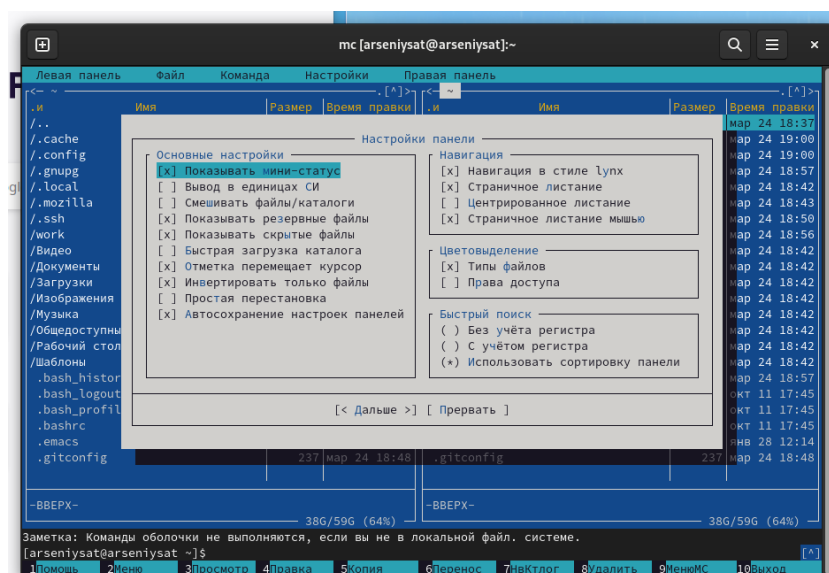 mc [arseniysat@arseniysat]:~
Левая панель Файл Команда Настройки Правая панель
<— ~ .[^]> <— ~ .[^]>
.и Имя Размер Время правки .и Имя Размер Время правки
/.. мар 24 18:37
/.cache мар 24 19:00
/.config мар 24 19:00
/.gnupg мар 24 18:57
/.local мар 24 18:42
/.mozilla мар 24 18:43
/.ssh мар 24 18:50
/work мар 24 18:56
/Видео мар 24 18:42
/Документы мар 24 18:42
/Загрузки мар 24 18:42
/Изображения мар 24 18:42
/Музыка мар 24 18:42
/Общедоступны мар 24 18:42
/Рабочий стол мар 24 18:42
/Шаблоны мар 24 18:42
.bash_histor мар 24 18:57
.bash_logout окт 11 17:45
.bash_profil окт 11 17:45
.bashrc окт 11 17:45
.emacs янв 28 12:14
.gitconfig 237 мар 24 18:48 .gitconfig 237 мар 24 18:48
Настройки панели
Основные настройки
[x] Показывать мини-статус
[ ] Вывод в единицах СИ
[ ] Смешивать файлы/каталоги
[x] Показывать резервные файлы
[x] Показывать скрытые файлы
[ ] Быстрая загрузка каталога
[x] Отметка перемещает курсор
[x] Инвертировать только файлы
[ ] Простая перестановка
[x] Автосохранение настроек панелей
Навигация
[x] Навигация в стиле lynx
[x] Страничное листание
[ ] Центрированное листание
[x] Страничное листание мышью
Цветовыделение
[x] Типы файлов
[ ] Права доступа
Быстрый поиск
( ) Без учёта регистра
( ) С учётом регистра
(*) Использовать сортировку панели
[< Дальше >] [ Прервать ]
-ВВЕРХ- -ВВЕРХ-
38G/59G (64%) 38G/59G (64%)
Заметка: Команды оболочки не выполняются, если вы не в локальной файл. системе.
[arseniysat@arseniysat ~]$ [^]
1Помощь 2Меню 3Просмотр 4Правка 5Копия 6Перенос 7НвКтлог 8Удалить 9МенюMC 10Выход